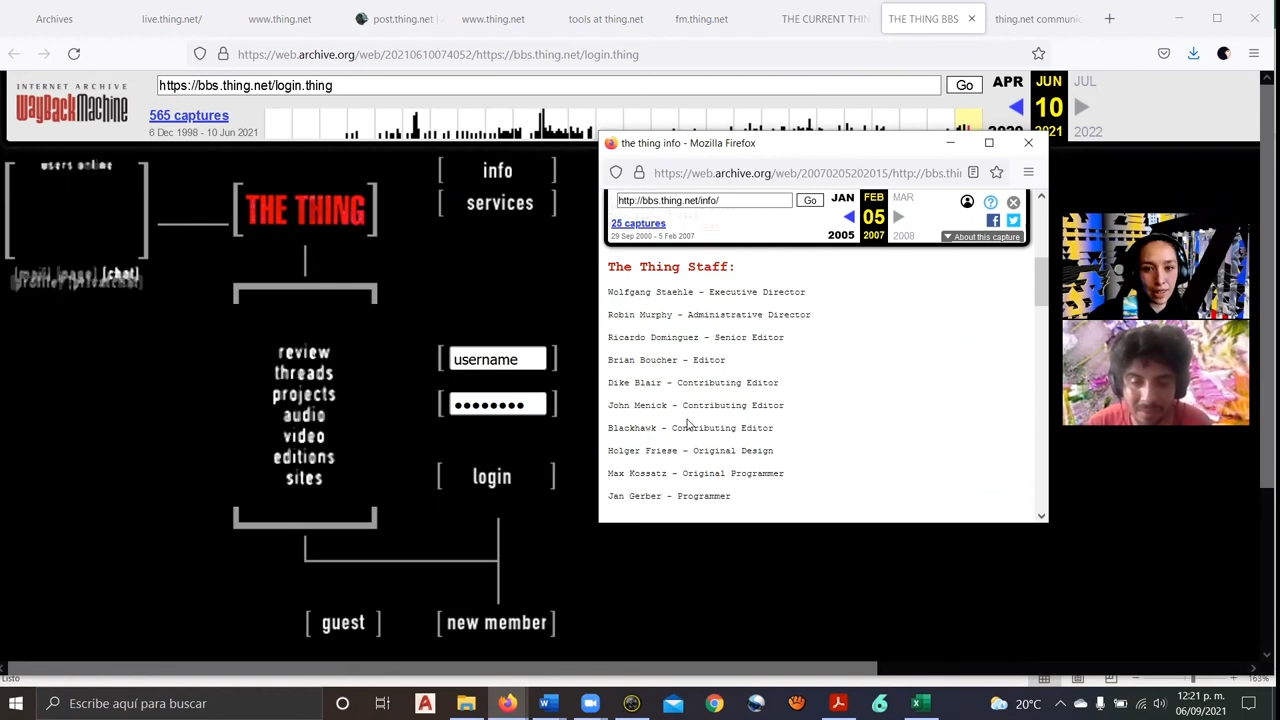 Archives
live.thing.net/
www.thing.net
post.thing.net |
www.thing.net
tools at thing.net
fm.thing.net
THE CURRENT THIN
THE THING BBS
thing.net communic
https://web.archive.org/web/20210610074052/https://bbs.thing.net/login.thing
INTERNET ARCHIVE
WayBackMachine
https://bbs.thing.net/login.thing
Go
565 captures
6 Dec 1998 - 10 Jun 2021
APR
JUN
JUL
10
2020
2021
2022
users online
THE THING
[chat]
info
services
review
threads
projects
audio
video
editions
sites
username
login
guest
new member
the thing info - Mozilla Firefox
https://web.archive.org/web/20070205202015/http://bbs.thi
http://bbs.thing.net/info/
Go
JAN
FEB
MAR
05
25 captures
29 Sep 2000 - 5 Feb 2007
2005
2007
2008
About this capture
The Thing Staff:
Wolfgang Staehle - Executive Director
Robin Murphy - Administrative Director
Ricardo Dominguez - Senior Editor
Brian Boucher - Editor
Dike Blair - Contributing Editor
John Menick - Contributing Editor
Blackhawk - Contributing Editor
Holger Friese - Original Design
Max Kossatz - Original Programmer
Jan Gerber - Programmer
Listo
163%
Escribe aquí para buscar
20°C
12:21 p. m.
06/09/2021